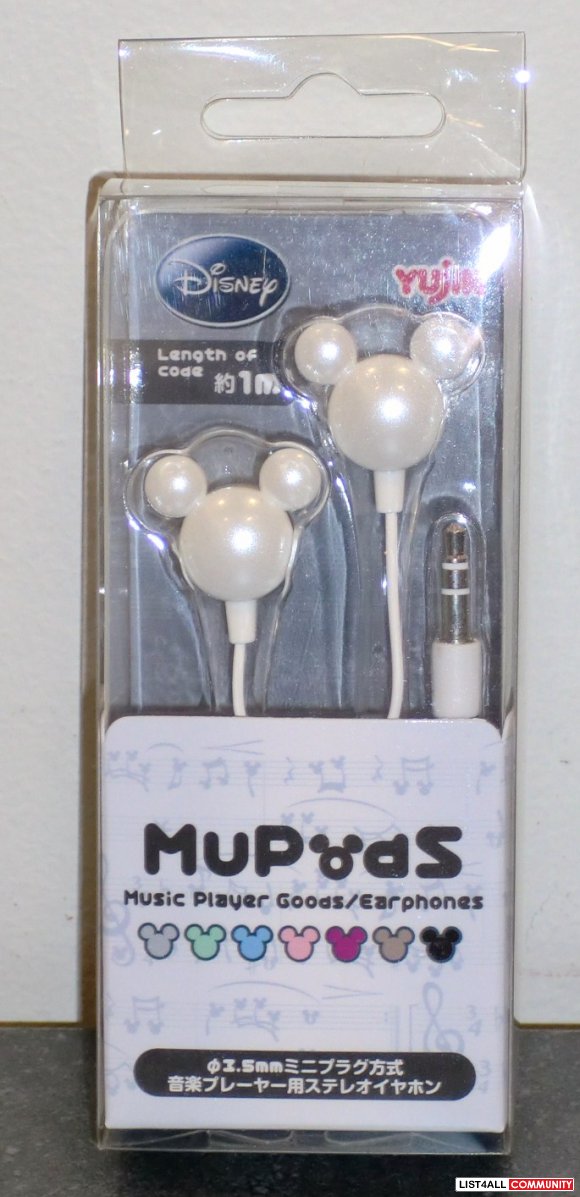 Disney
Yujin
Length of
code 約1m
MuPodS
Music Player Goods/Earphones
φ3.5mmミニプラグ方式
音楽プレーヤー用ステレオイヤホン
LIST4ALL COMMUNITY